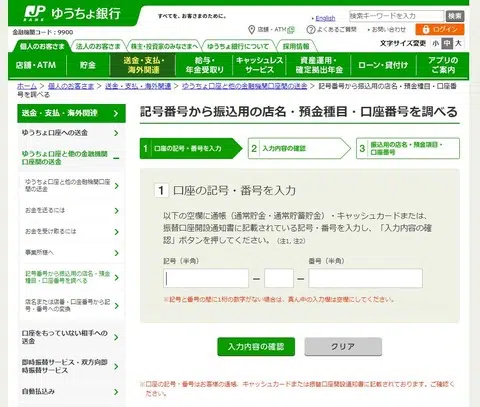 JP
BANK
ゆうちょ銀行
すべてを、お客さまのために。
English
検索キーワードを入力
検索
金融機関コード：9900
店舗・ATM
よくあるご質問
お問い合わせ
ログイン
個人のお客さま
法人のお客さま
株主・投資家のみなさまへ
ゆうちょ銀行について
採用情報
文字サイズ変更
小
中
大
店舗・ATM
貯金
送金・支払・
海外関連
給与・
年金受取り
キャッシュレス
サービス
資産運用・
確定拠出年金
ローン・貸付け
アプリの
ご案内
ホーム > 個人のお客さま > 送金・支払・海外関連 > ゆうちょ口座と他の金融機関口座間の送金 > 記号番号から振込用の店名・預金種目・口座番
号を調べる
送金・支払・海外関連
ゆうちょ口座への送金
ゆうちょ口座と他の金融機関
口座間の送金
ゆうちょ口座と他の金融機関口座
間の送金
お金を送るには
お金を受け取るには
事業所様へ
記号番号から振込用の店名・預金
種目・口座番号を調べる
店名または店番・口座番号から記
号・番号への変換
口座をもっていない相手への
送金
即時振替サービス・双方向即
時振替サービス
自動払込み
記号番号から振込用の店名・預金種目・口座番号を調べる
1 口座の記号・番号を入力
2 入力内容の確認
3 振込用の店名・預金項目・
口座番号
1 口座の記号・番号を入力
以下の空欄に通帳（通常貯金・通常貯蓄貯金）・キャッシュカードまたは、
振替口座開設通知書に記載されている記号・番号を入力し、「入力内容の確
認」ボタンを押してください。（注1, 注2）
記号（半角）
番号（半角）
※記号と番号の間に1桁の数字がない場合は、真ん中の入力欄は空欄にしてください。
入力内容の確認
クリア
※口座の記号・番号はお客様の通帳、キャッシュカードまたは振替口座開設通知書に記載されております。ご確認く
ださい。